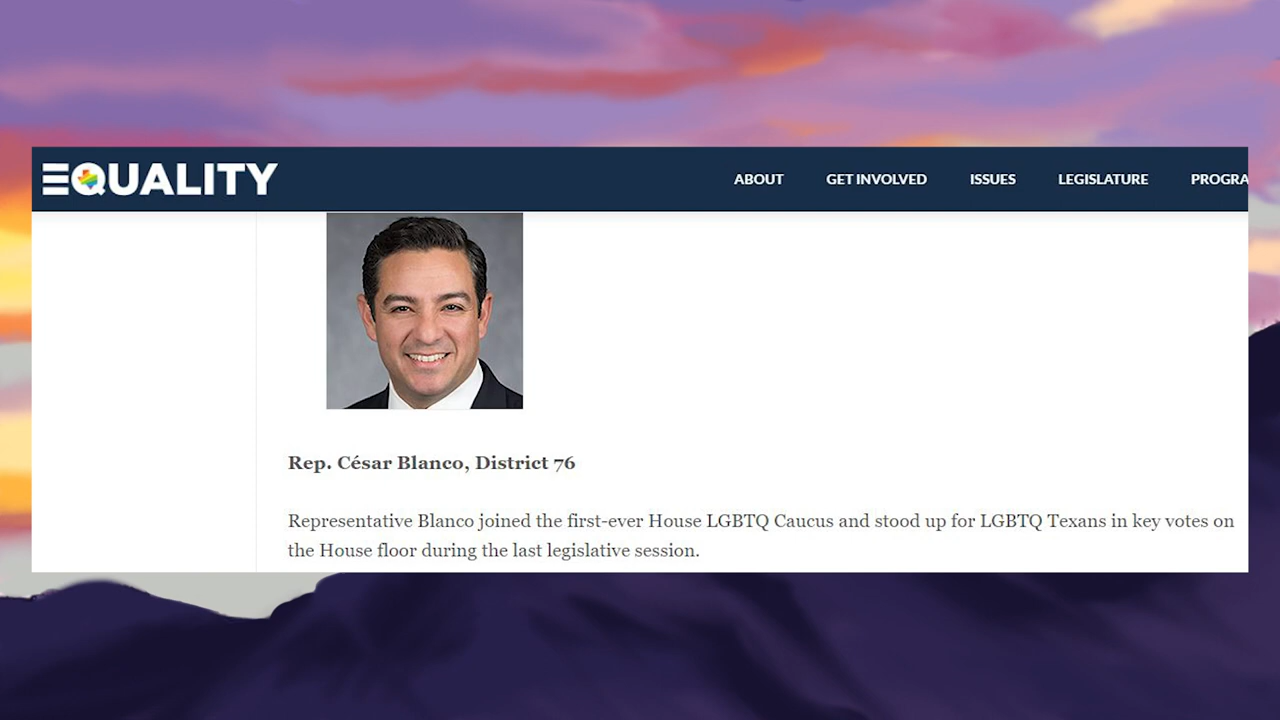 EQUALITY
ABOUT GET INVOLVED ISSUES LEGISLATURE PROGRA
Rep. César Blanco, District 76
Representative Blanco joined the first-ever House LGBTQ Caucus and stood up for LGBTQ Texans in key votes on
the House floor during the last legislative session.